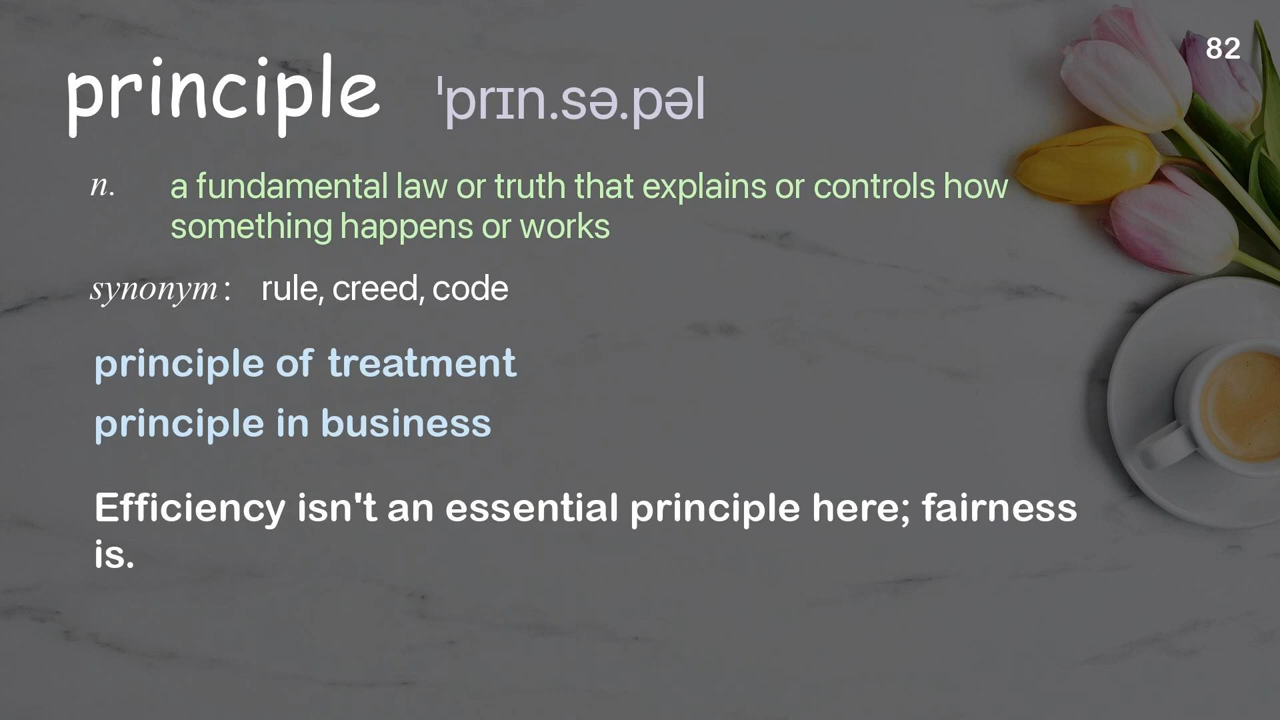 82
principle ˈprɪn.sə.pəl
n. a fundamental law or truth that explains or controls how
something happens or works
synonym: rule, creed, code
principle of treatment
principle in business
Efficiency isn't an essential principle here; fairness
is.